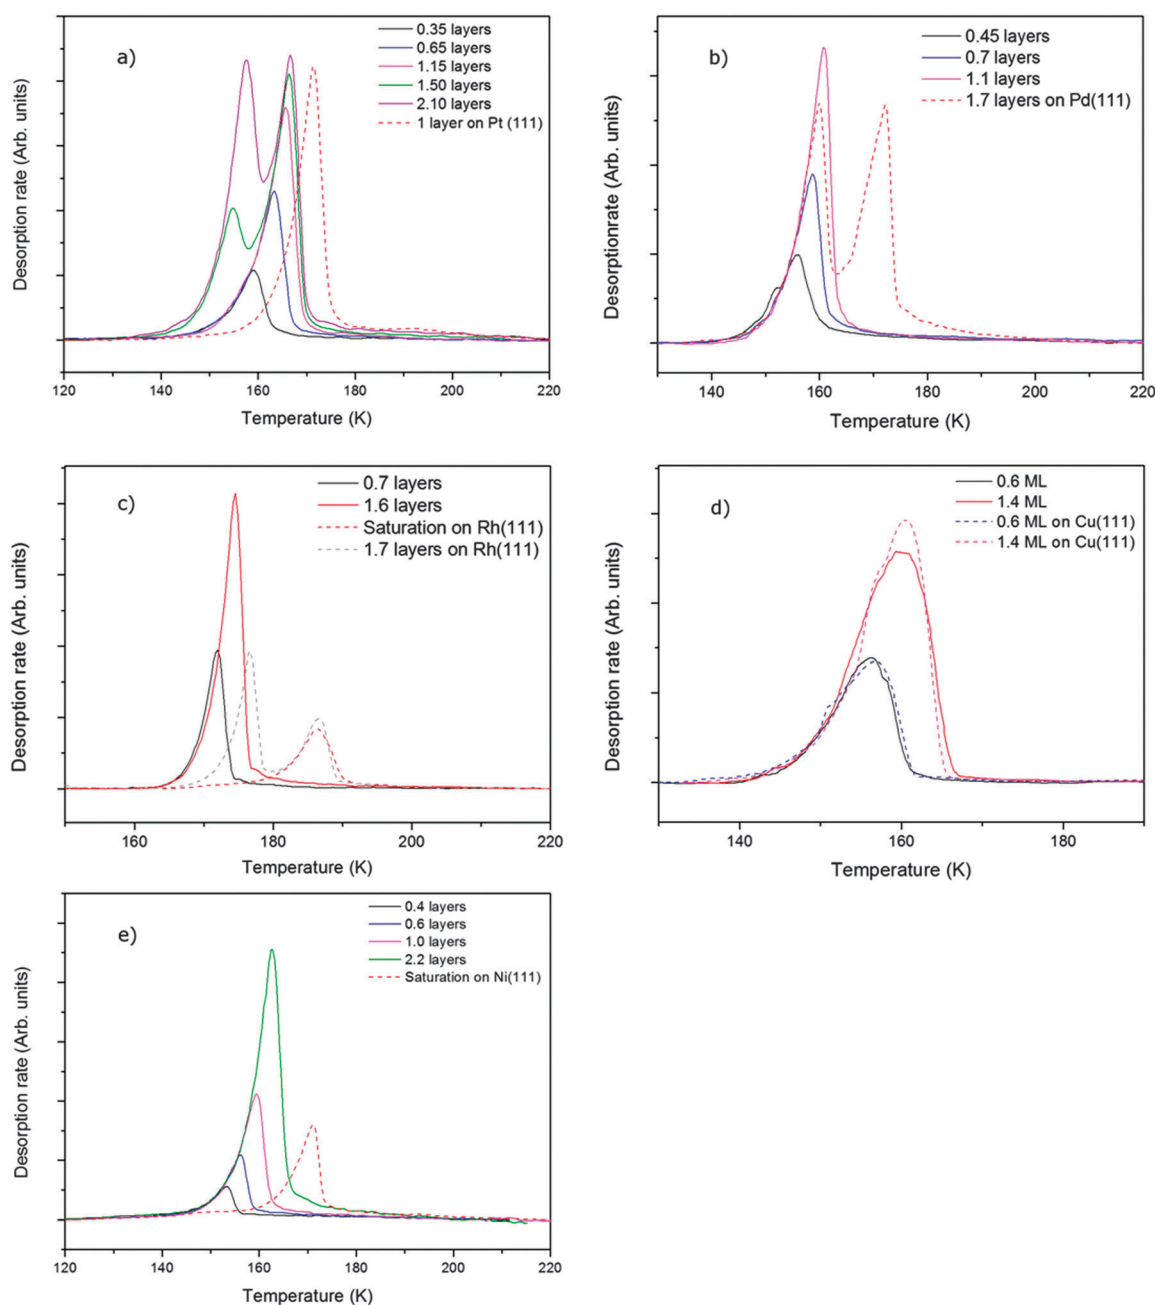 a)
0.35 layers
0.65 layers
1.15 layers
1.50 layers
2.10 layers
1 layer on Pt (111)
Desorption rate (Arb. units)
120 140 160 180 200 220
Temperature (K)
b)
0.45 layers
0.7 layers
1.1 layers
1.7 layers on Pd(111)
Desorptionrate (Arb. units)
140 160 180 200 220
Temperature (K)
c)
0.7 layers
1.6 layers
Saturation on Rh(111)
1.7 layers on Rh(111)
Desorption rate (Arb. units)
160 180 200 220
Temperature (K)
d)
0.6 ML
1.4 ML
0.6 ML on Cu(111)
1.4 ML on Cu(111)
Desorption rate (Arb. units)
140 160 180
Temperature (K)
e)
0.4 layers
0.6 layers
1.0 layers
2.2 layers
Saturation on Ni(111)
Desorption rate (Arb. units)
120 140 160 180 200 220
Temperature (K)